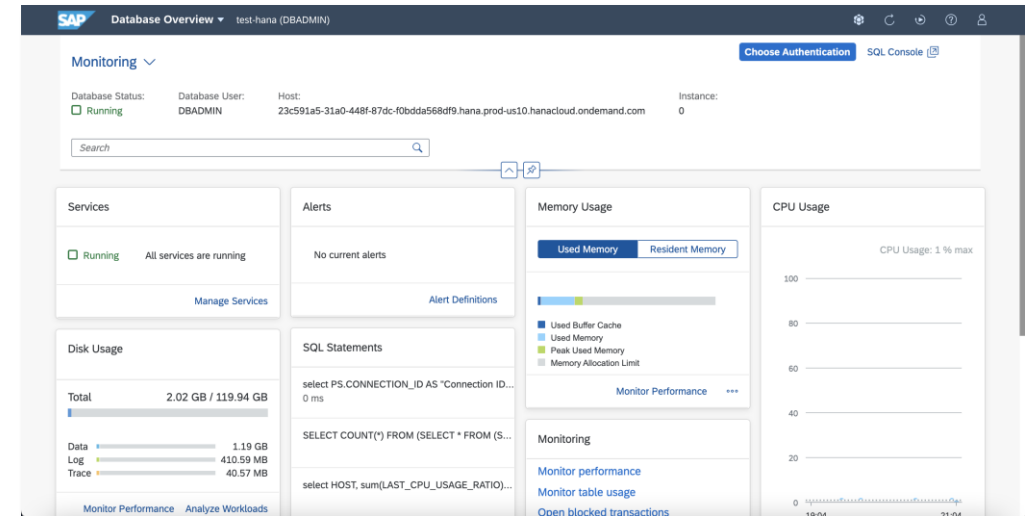 SAP Database Overview test-hana (DBADMIN)
Monitoring
Choose Authentication SQL Console
Database Status: Database User: Host: Instance:
Running DBADMIN 23c591a5-31a0-448f-87dc-f0bdda568df9.hana.prod-us10.hanacloud.ondemand.com 0
Search
Services
Running All services are running
Manage Services
Alerts
No current alerts
Alert Definitions
Memory Usage
Used Memory Resident Memory
Used Buffer Cache
Used Memory
Peak Used Memory
Memory Allocation Limit
Monitor Performance
CPU Usage
CPU Usage: 1 % max
100
80
60
40
20
0
19:04 21:04
Disk Usage
Total 2.02 GB / 119.94 GB
Data 1.19 GB
Log 410.59 MB
Trace 40.57 MB
Monitor Performance Analyze Workloads
SQL Statements
select PS.CONNECTION_ID AS "Connection ID...
0 ms
SELECT COUNT(*) FROM (SELECT * FROM (S...
select HOST, sum(LAST_CPU_USAGE_RATIO)...
Monitoring
Monitor performance
Monitor table usage
Open blocked transactions